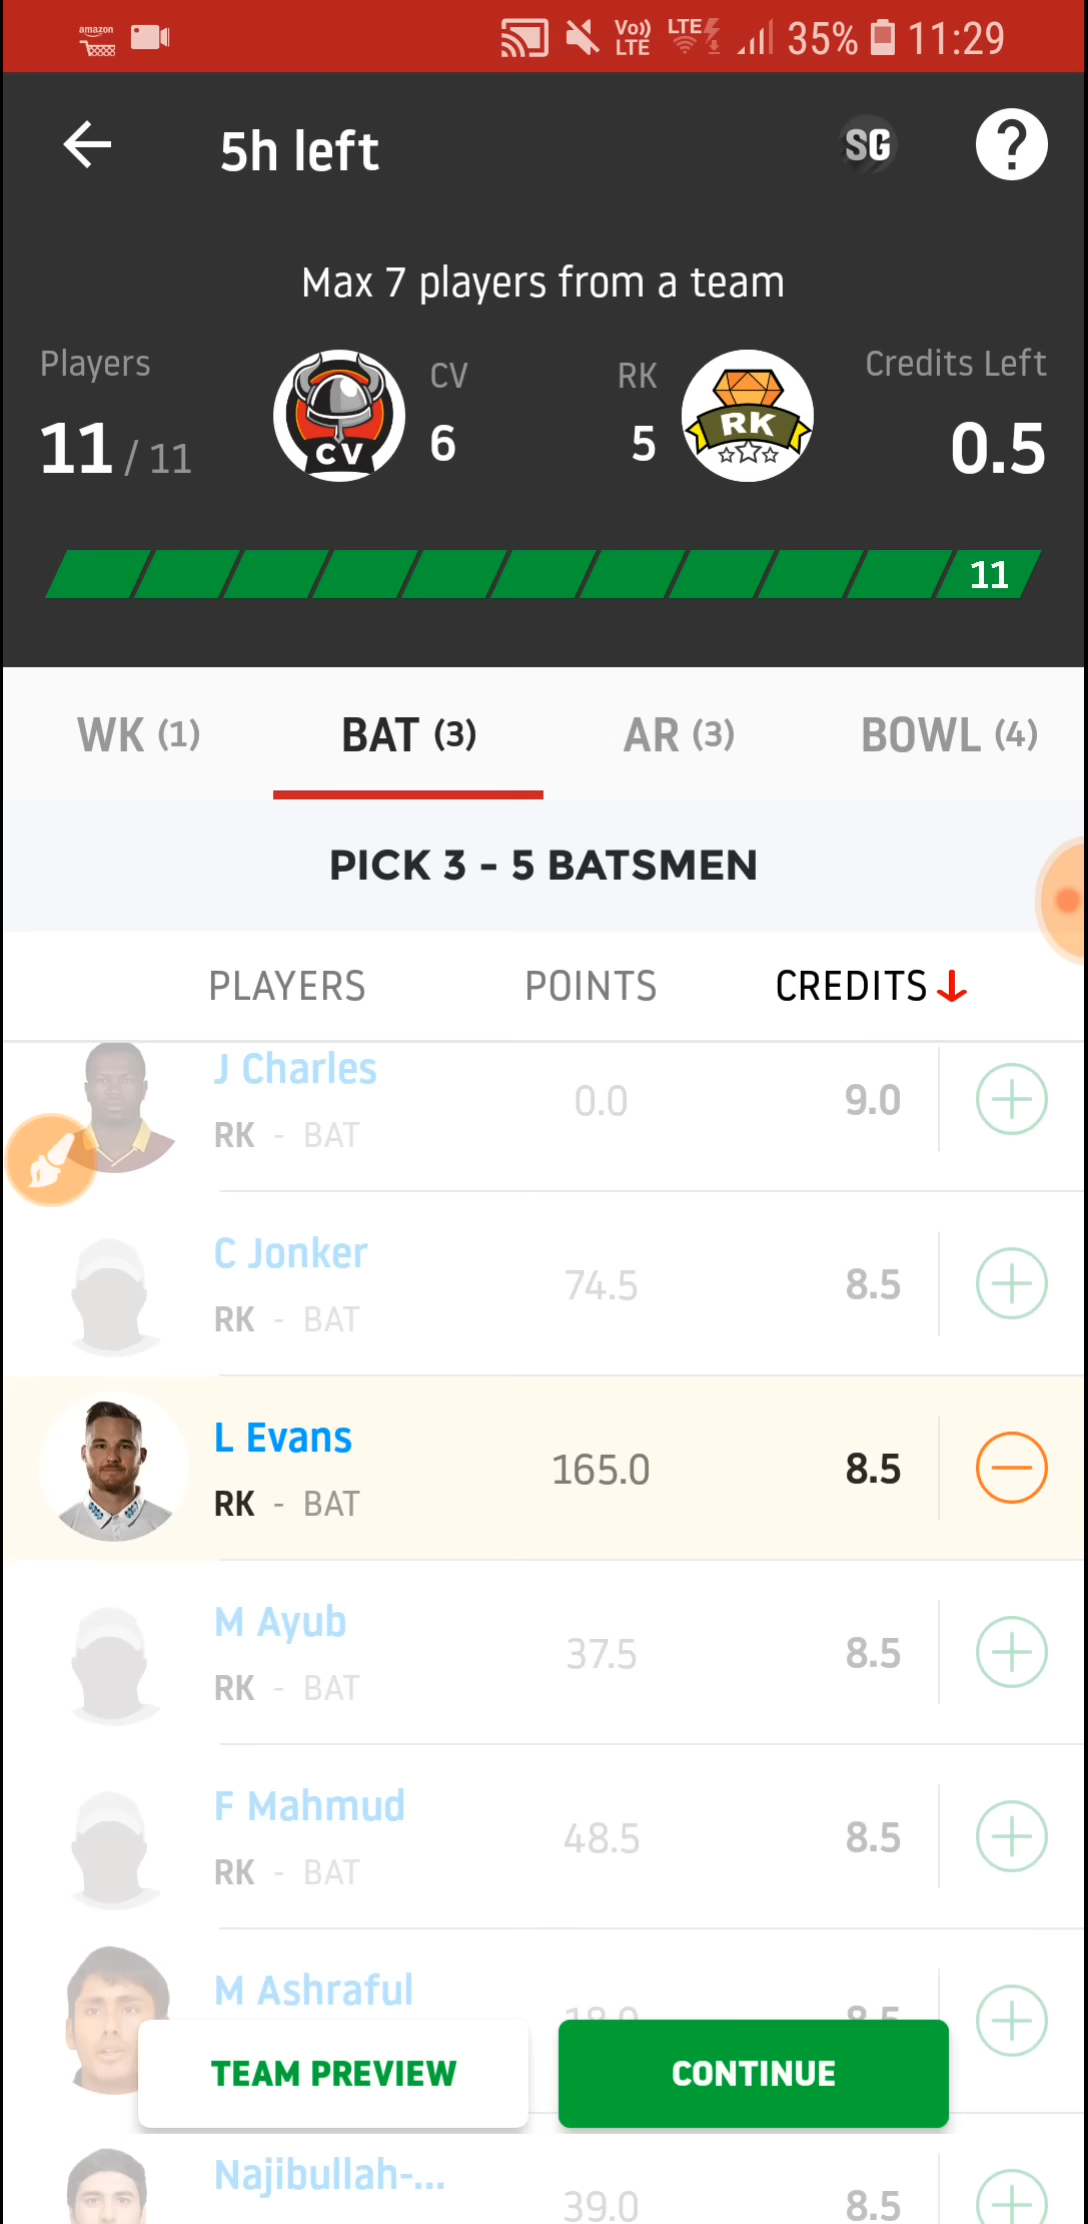 amazon
Vo)) LTE LTE 35% 11:29
5h left SG ?
Max 7 players from a team
Players CV RK Credits Left
11 / 11 CV 6 5 RK 0.5
11
WK (1) BAT (3) AR (3) BOWL (4)
PICK 3 - 5 BATSMEN
PLAYERS POINTS CREDITS
J Charles
0.0 9.0
RK - BAT
C Jonker
74.5 8.5
RK - BAT
L Evans
165.0 8.5
RK - BAT
M Ayub
37.5 8.5
RK - BAT
F Mahmud
48.5 8.5
RK - BAT
M Ashraful
TEAM PREVIEW CONTINUE
Najibullah-...
39.0 8.5